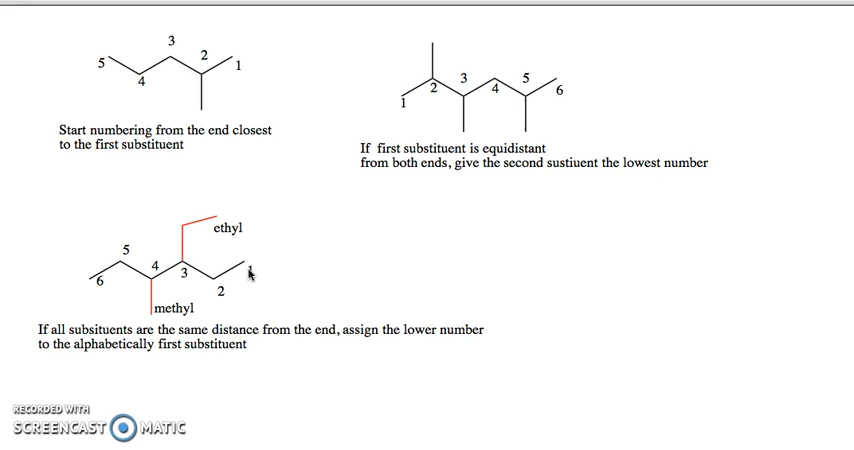 3
2
5
1
4
Start numbering from the end closest
to the first substituent
3
5
2
4
6
1
If first substituent is equidistant
from both ends, give the second sustiuent the lowest number
ethyl
5
4
3
6
2
methyl
If all subsituents are the same distance from the end, assign the lower number
to the alphabetically first substituent
RECORDED WITH
SCREENCAST MATIC